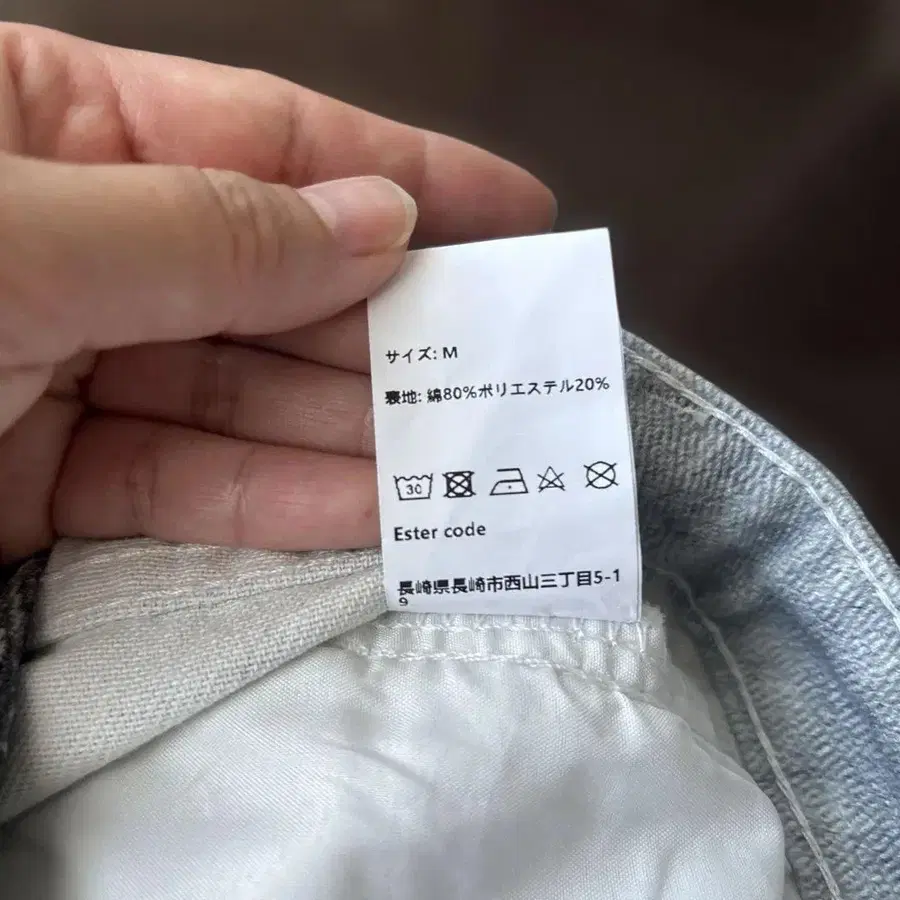 サイズ: M
表地: 綿80%ポリエステル20%
30
Ester code
長崎県長崎市西山三丁目5-1
9